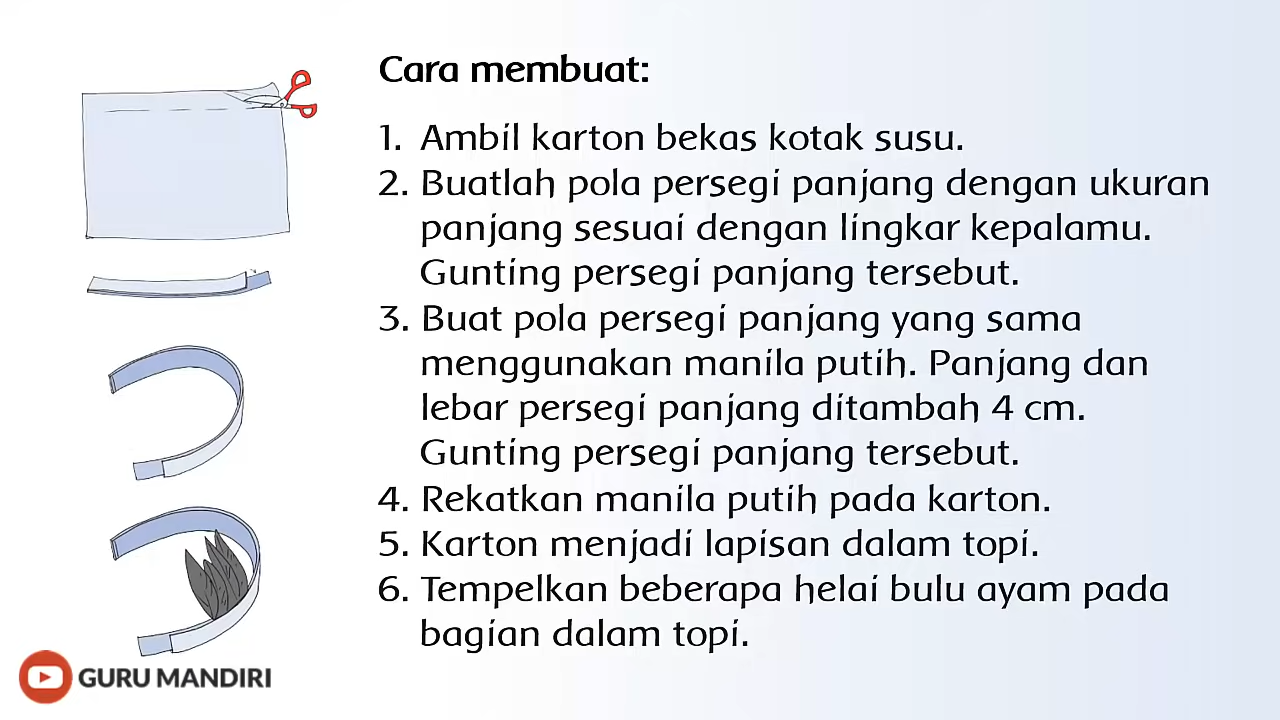 Cara membuat:
1. Ambil karton bekas kotak susu.
2. Buatlah pola persegi panjang dengan ukuran
panjang sesuai dengan lingkar kepalamu.
Gunting persegi panjang tersebut.
3. Buat pola persegi panjang yang sama
menggunakan manila putih. Panjang dan
lebar persegi panjang ditambah 4 cm.
Gunting persegi panjang tersebut.
4. Rekatkan manila putih pada karton.
5. Karton menjadi lapisan dalam topi.
6. Tempelkan beberapa helai bulu ayam pada
bagian dalam topi.
GURU MANDIRI